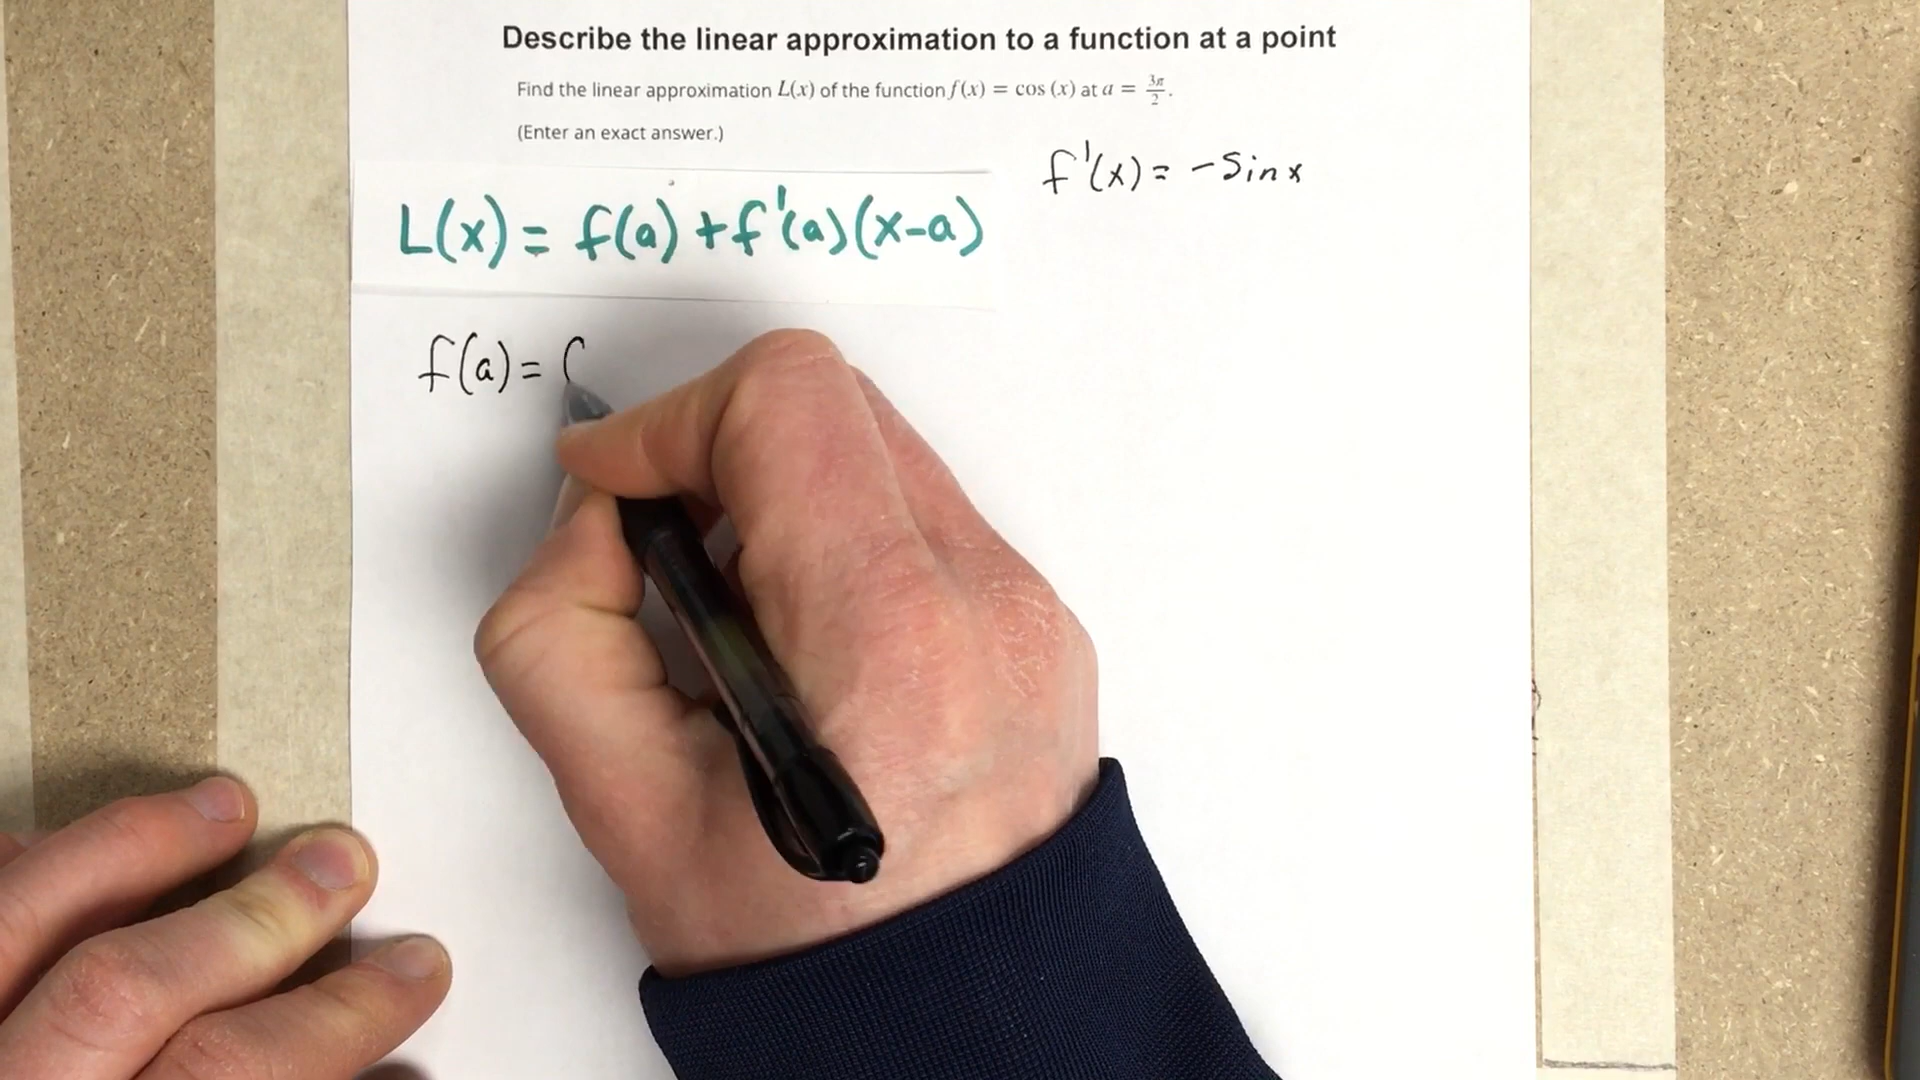 Describe the linear approximation to a function at a point
Find the linear approximation L(x) of the function f(x) = cos (x) at a = 3π/2.
(Enter an exact answer.)
f'(x) = -Sin x
L(x) = f(a) + f'(a)(x-a)
f(a) = C